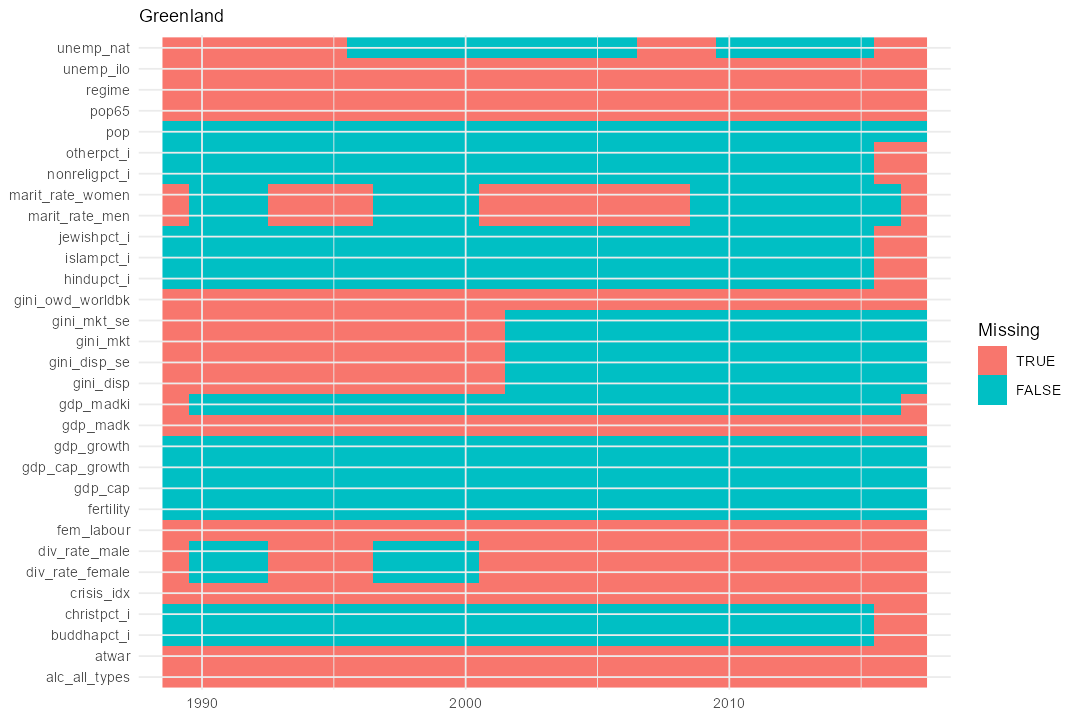 Greenland
unemp_nat
unemp_ilo
regime
pop65
pop
otherpct_i
nonreligpct_i
marit_rate_women
marit_rate_men
jewishpct_i
islampct_i
hindupct_i
gini_owd_worldbk
gini_mkt_se
gini_mkt
gini_disp_se
gini_disp
gdp_madki
gdp_madk
gdp_growth
gdp_cap_growth
gdp_cap
fertility
fem_labour
div_rate_male
div_rate_female
crisis_idx
christpct_i
buddhapct_i
atwar
alc_all_types
1990 2000 2010
Missing
TRUE
FALSE